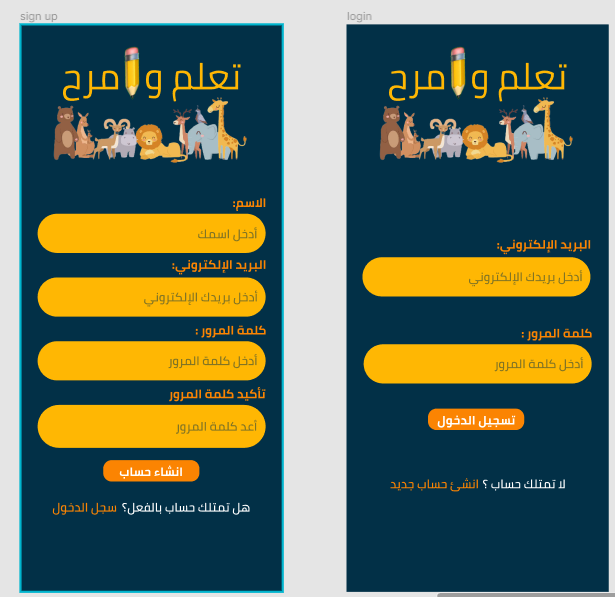 sign up
تعلم و امرح
الاسم:
أدخل اسمك
البريد الإلكتروني:
أدخل بريدك الإلكتروني
كلمة المرور :
أدخل كلمة المرور
تأكيد كلمة المرور
أعد كلمة المرور
انشاء حساب
هل تمتلك حساب بالفعل؟ سجل الدخول
login
تعلم و امرح
البريد الإلكتروني:
أدخل بريدك الإلكتروني
كلمة المرور :
أدخل كلمة المرور
تسجيل الدخول
لا تمتلك حساب ؟ انشئ حساب جديد